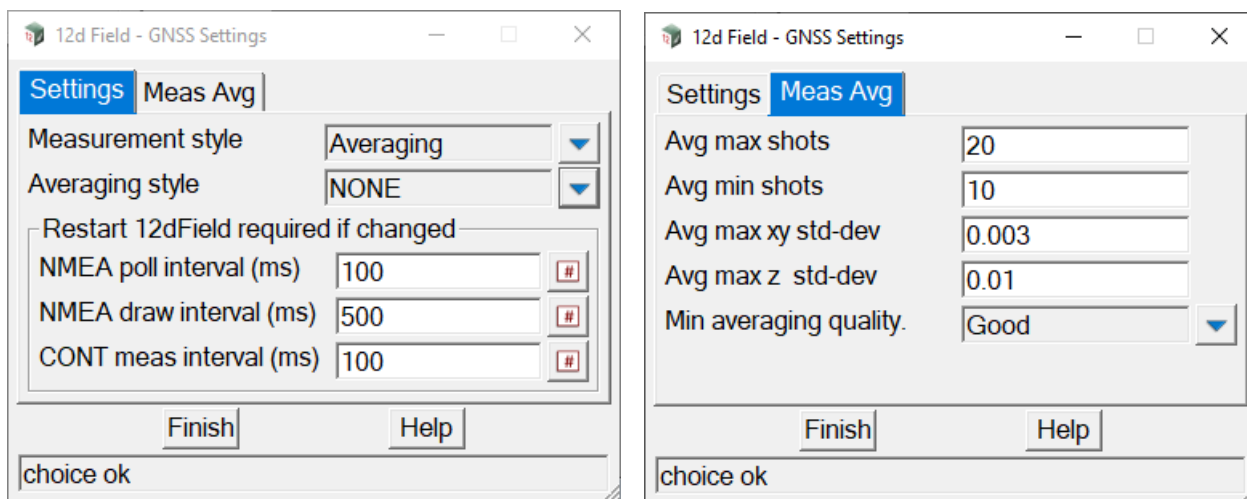 12d Field - GNSS Settings
Settings Meas Avg
Measurement style Averaging
Averaging style NONE
Restart 12dField required if changed
NMEA poll interval (ms) 100 #
NMEA draw interval (ms) 500 #
CONT meas interval (ms) 100 #
Finish Help
choice ok
12d Field - GNSS Settings
Settings Meas Avg
Avg max shots 20
Avg min shots 10
Avg max xy std-dev 0.003
Avg max z std-dev 0.01
Min averaging quality. Good
Finish Help
choice ok